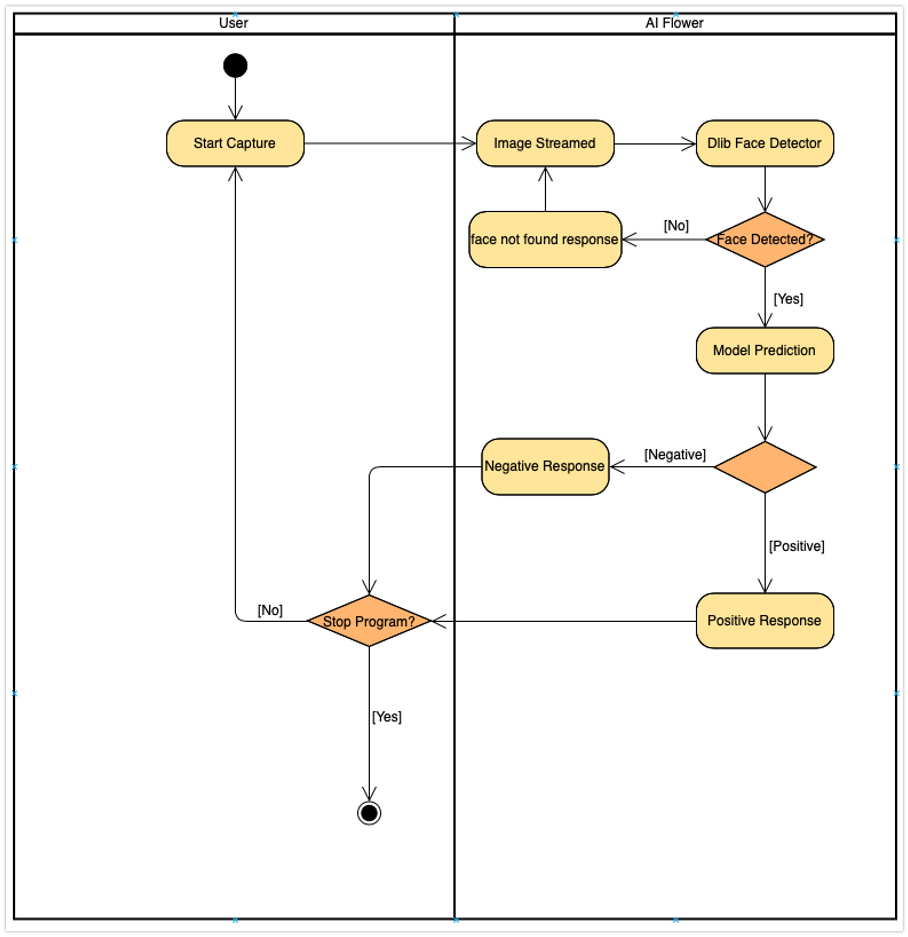 User
AI Flower
Start Capture
Image Streamed
Dlib Face Detector
face not found response
[No]
Face Detected?
[Yes]
Model Prediction
Negative Response
[Negative]
[Positive]
[No]
Stop Program?
Positive Response
[Yes]